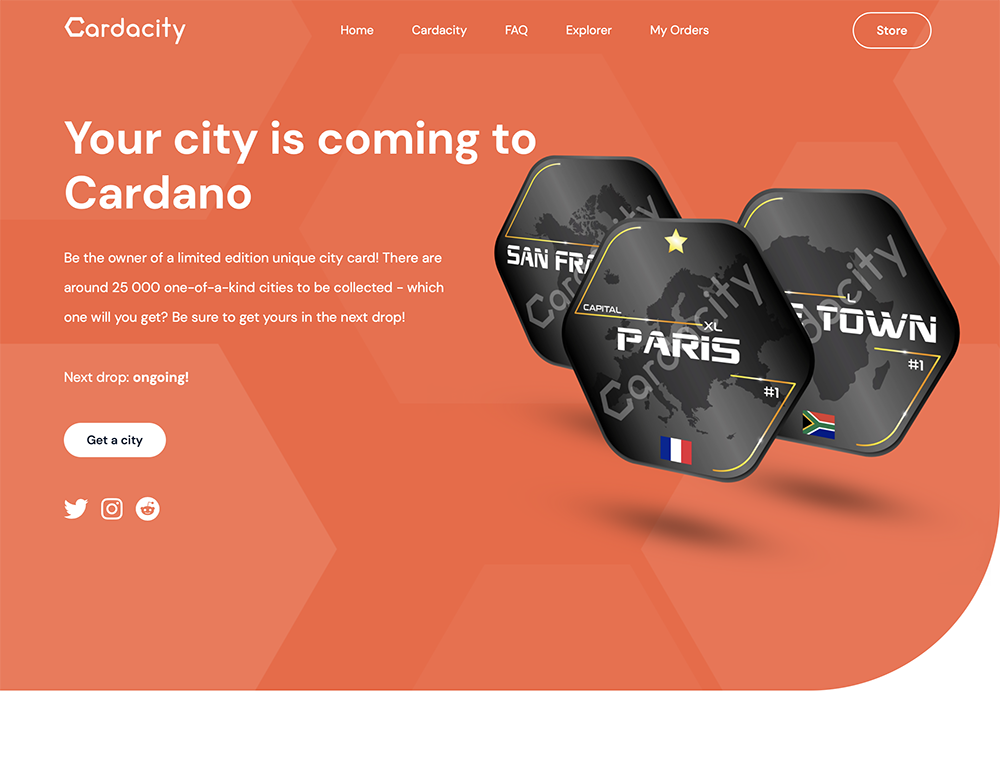 Cardacity
Home Cardacity FAQ Explorer My Orders Store
Your city is coming to
Cardano
Be the owner of a limited edition unique city card! There are
around 25 000 one-of-a-kind cities to be collected - which
one will you get? Be sure to get yours in the next drop!
Next drop: ongoing!
Get a city
SAN
Cardacity
CAPITAL
XL
PARIS
#1
Cardacity
L
TOWN
#1